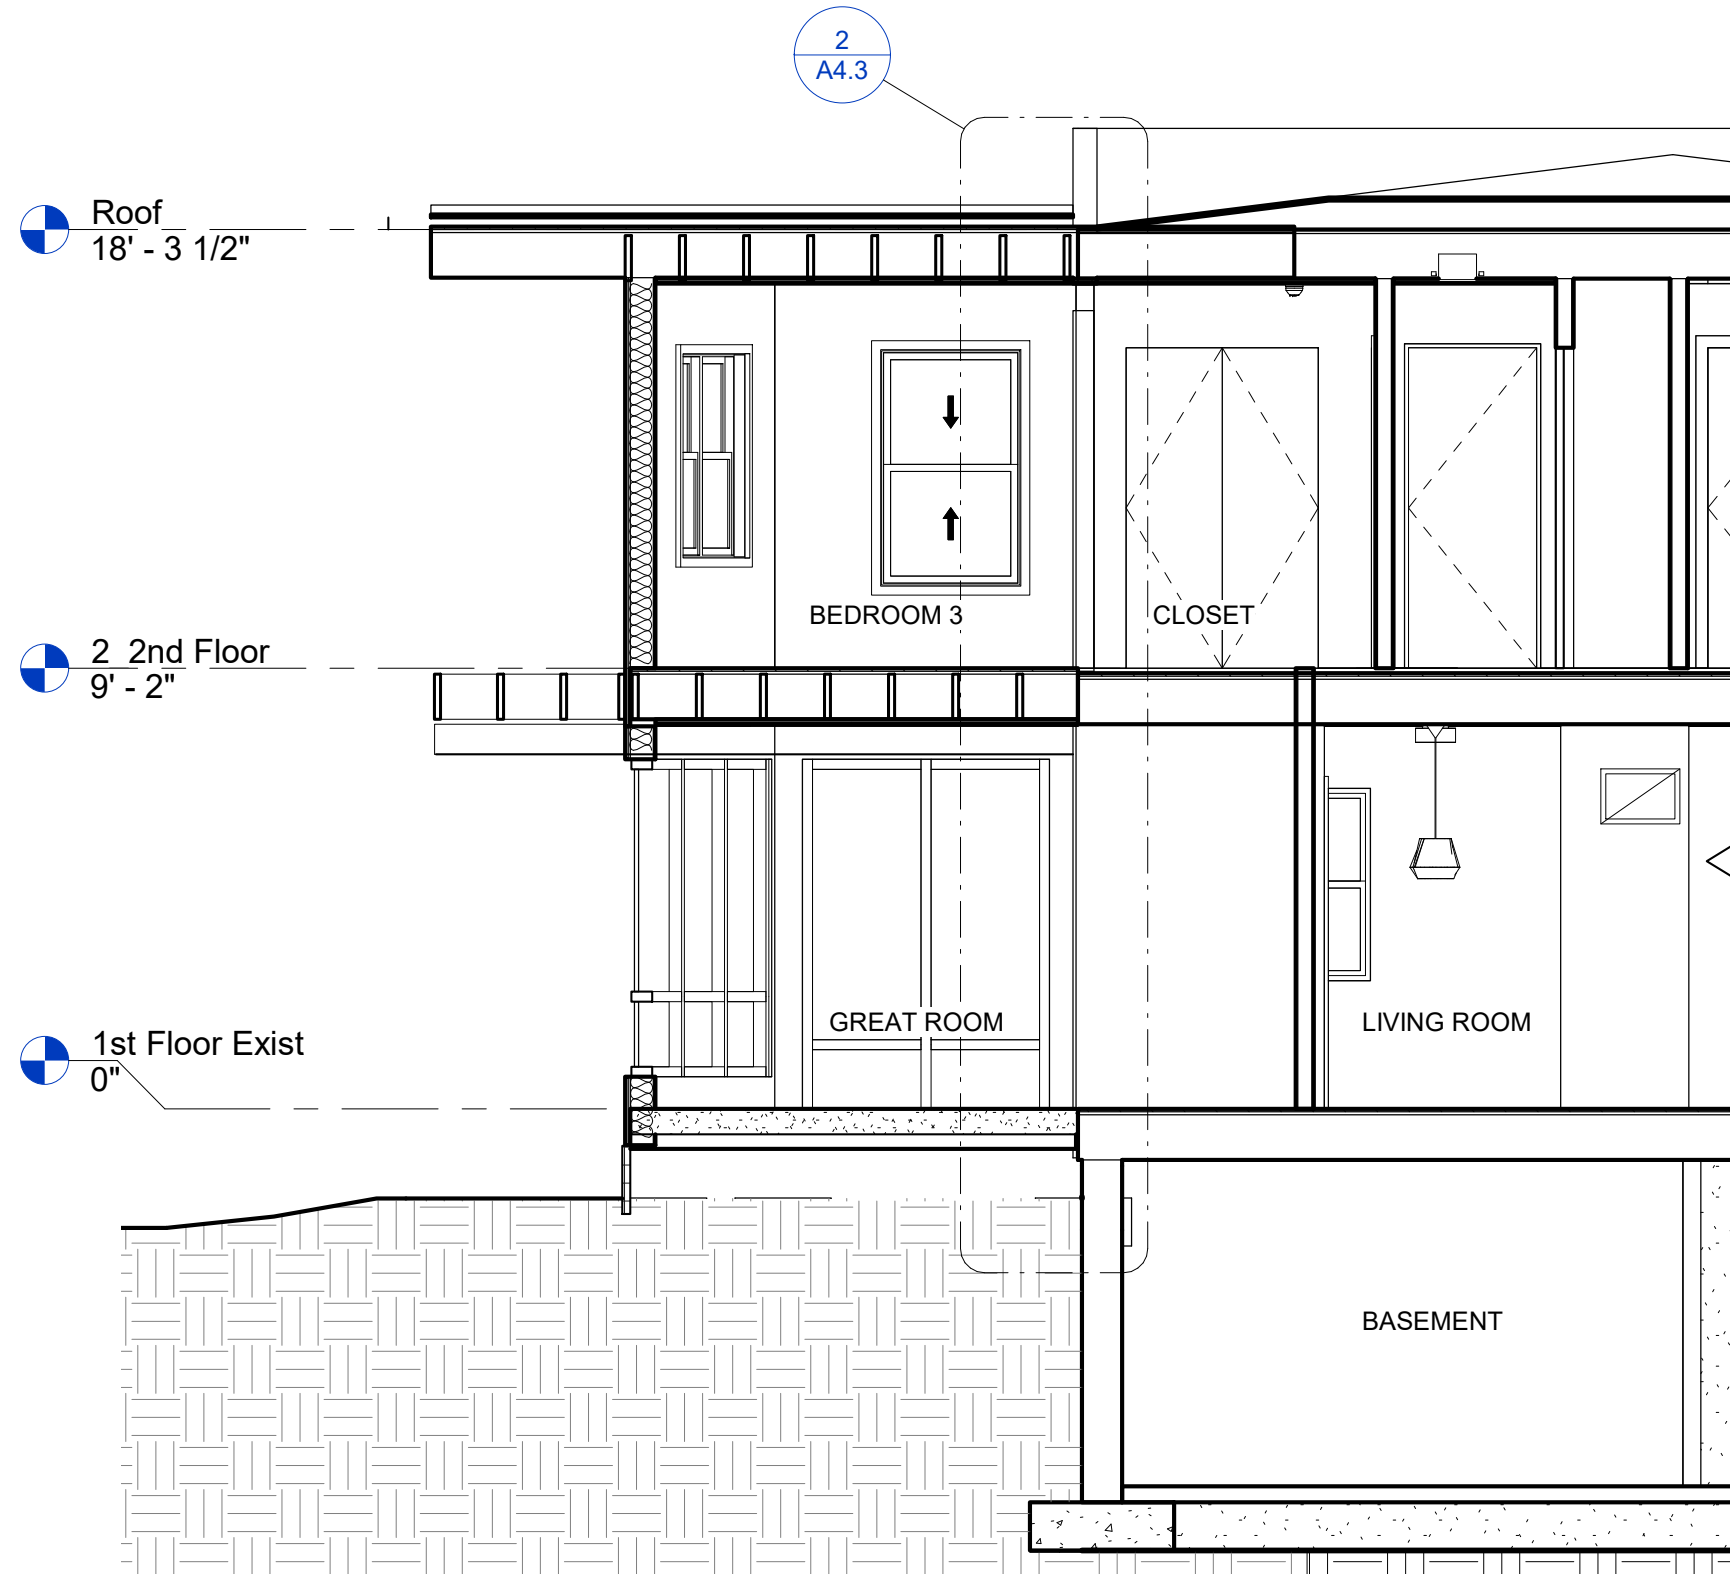 2
A4.3
Roof
18' - 3 1/2"
BEDROOM 3
CLOSET
2  2nd Floor
9' - 2"
GREAT ROOM
LIVING ROOM
1st Floor Exist
0"
BASEMENT